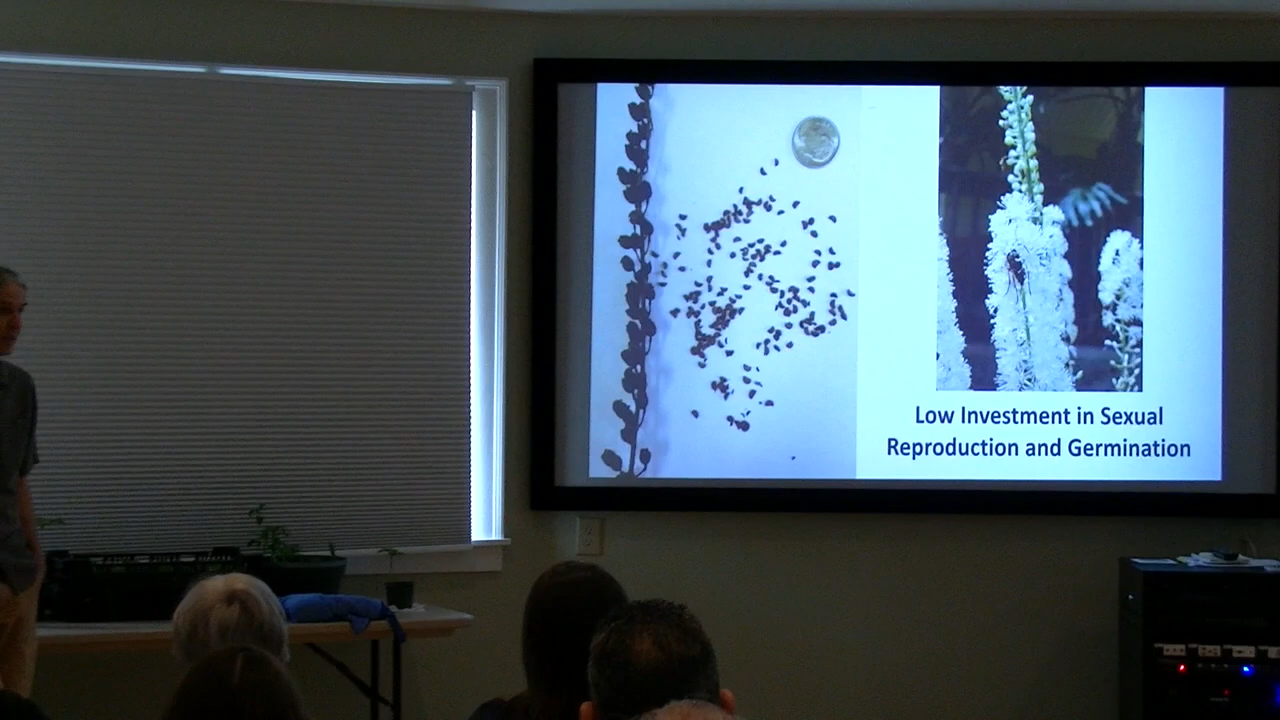 Low Investment in Sexual
Reproduction and Germination